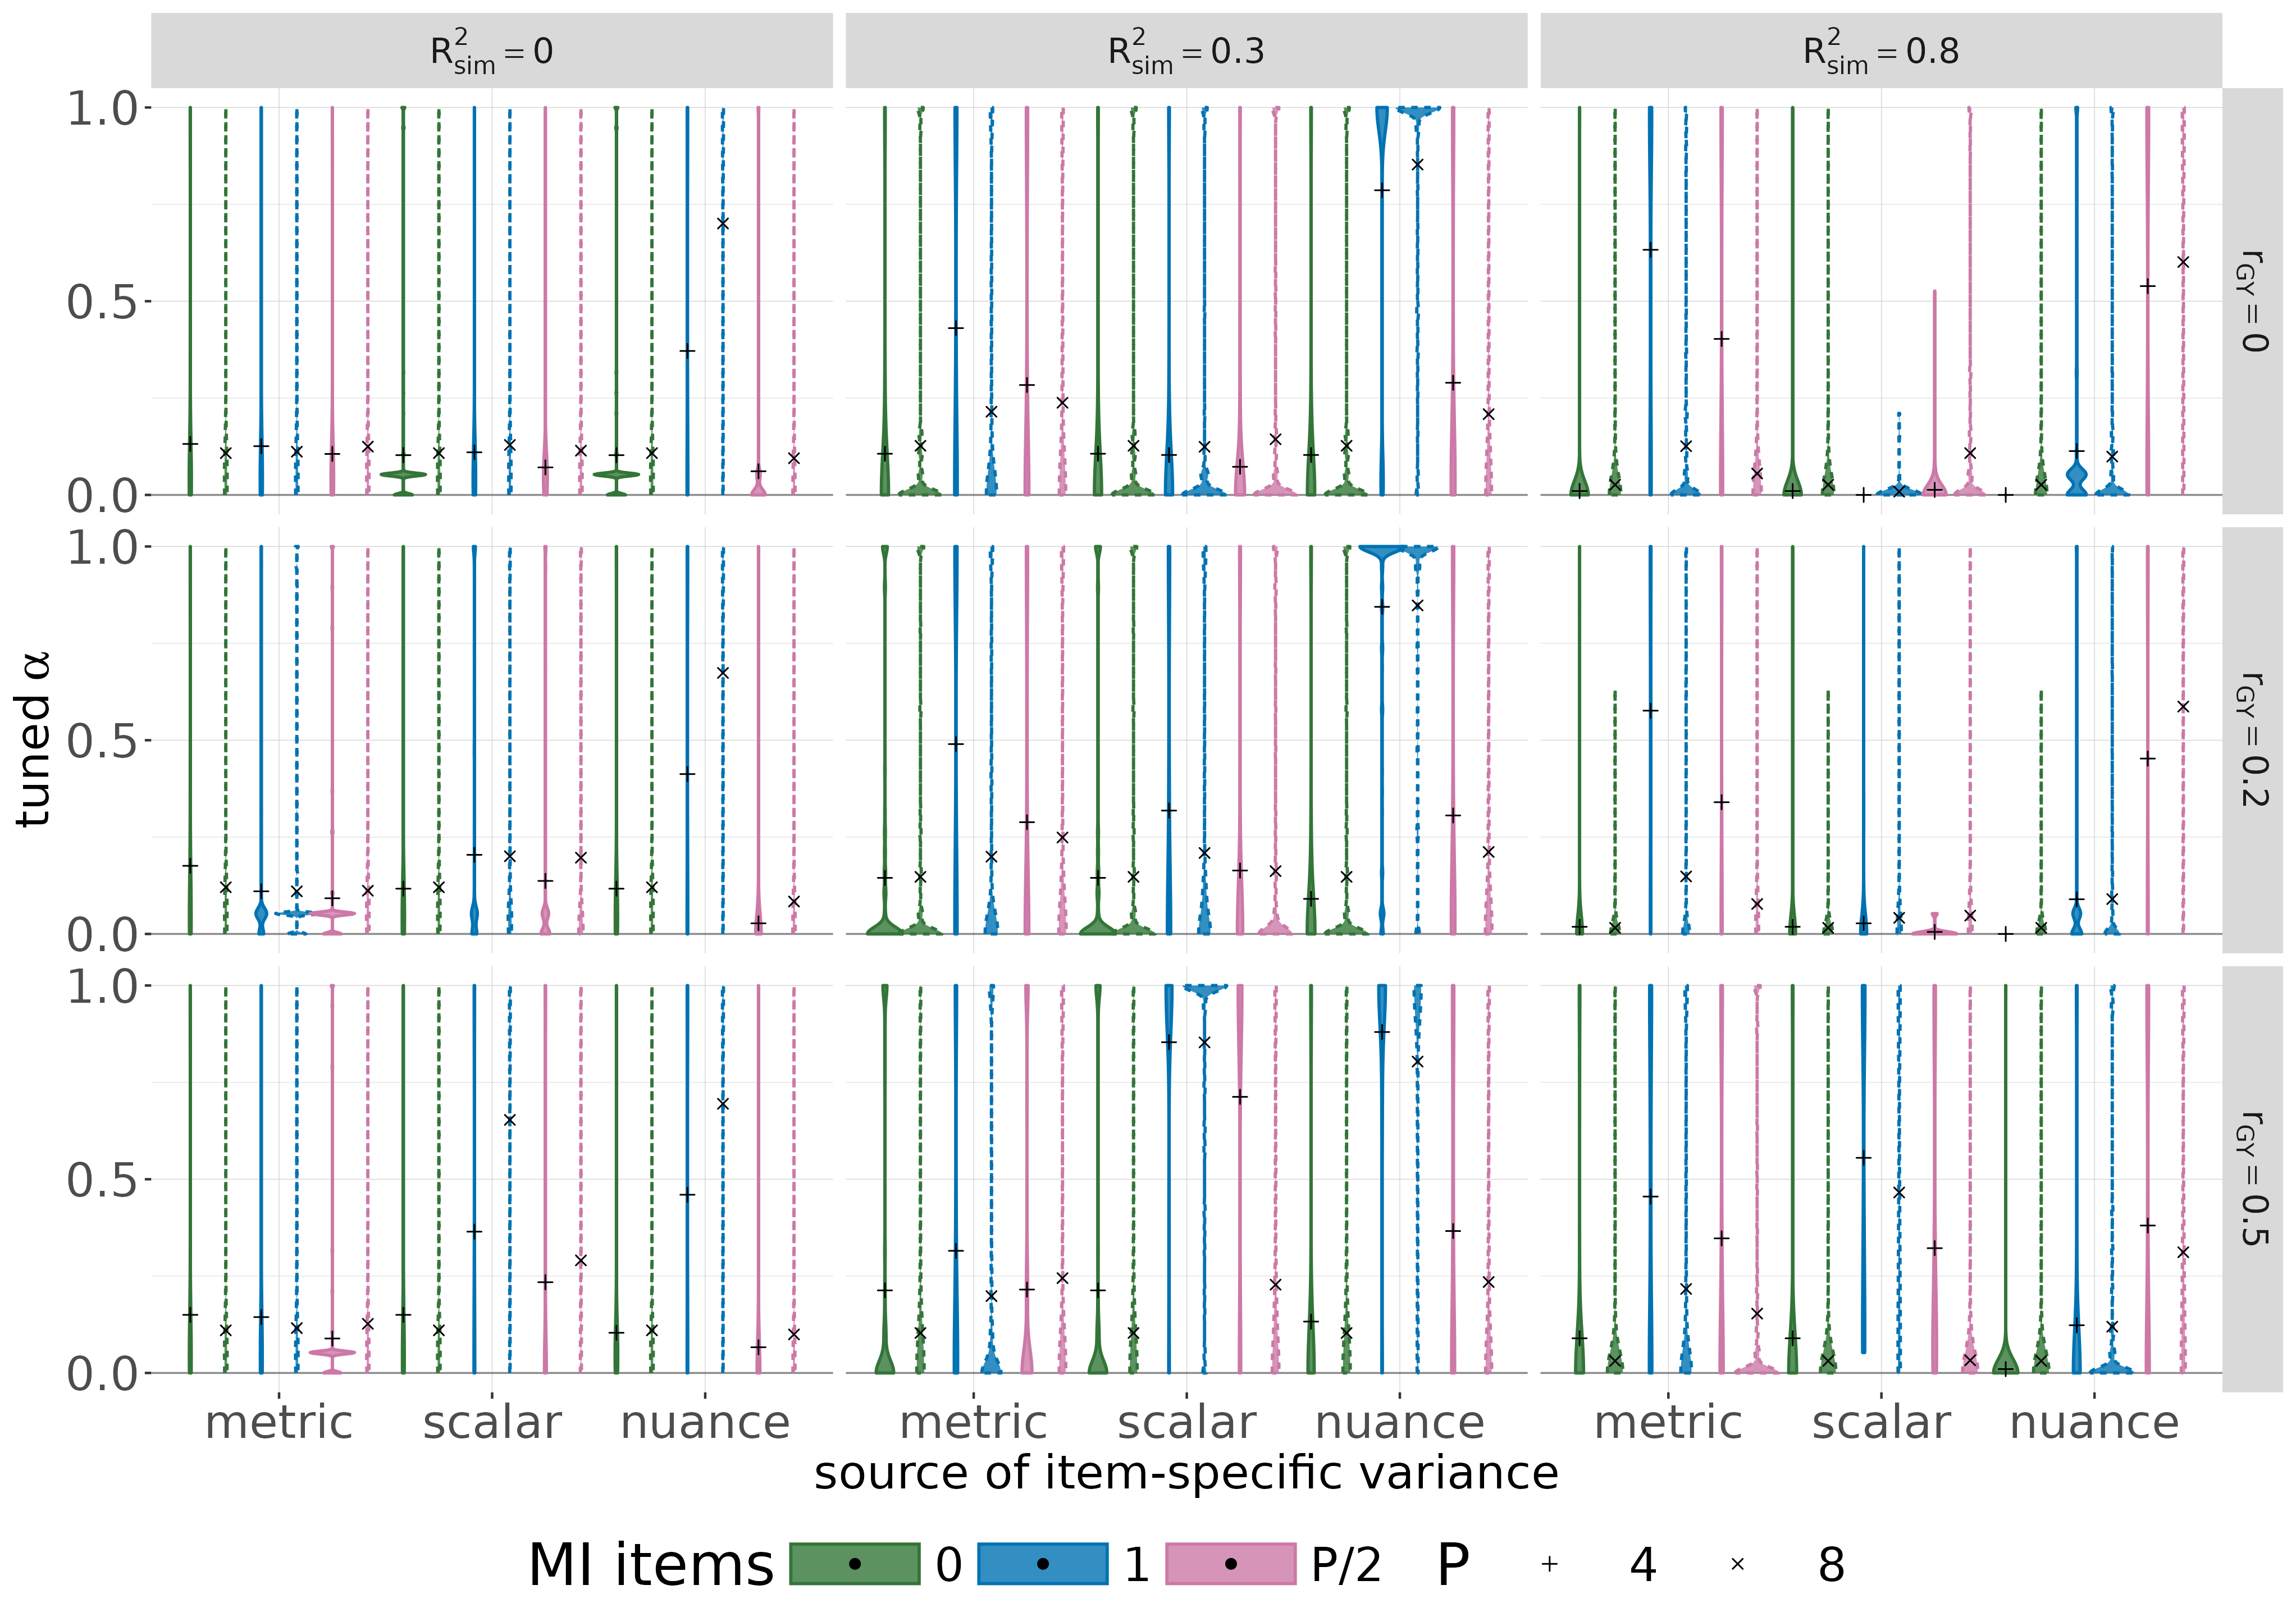 R²sim = 0 R²sim = 0.3 R²sim = 0.8
1.0
0.5
0.0
rGY = 0
1.0
0.5
0.0
rGY = 0.2
1.0
0.5
0.0
rGY = 0.5
tuned α
metric scalar nuance metric scalar nuance metric scalar nuance
source of item-specific variance
MI items 0 1 P/2 P 4 8